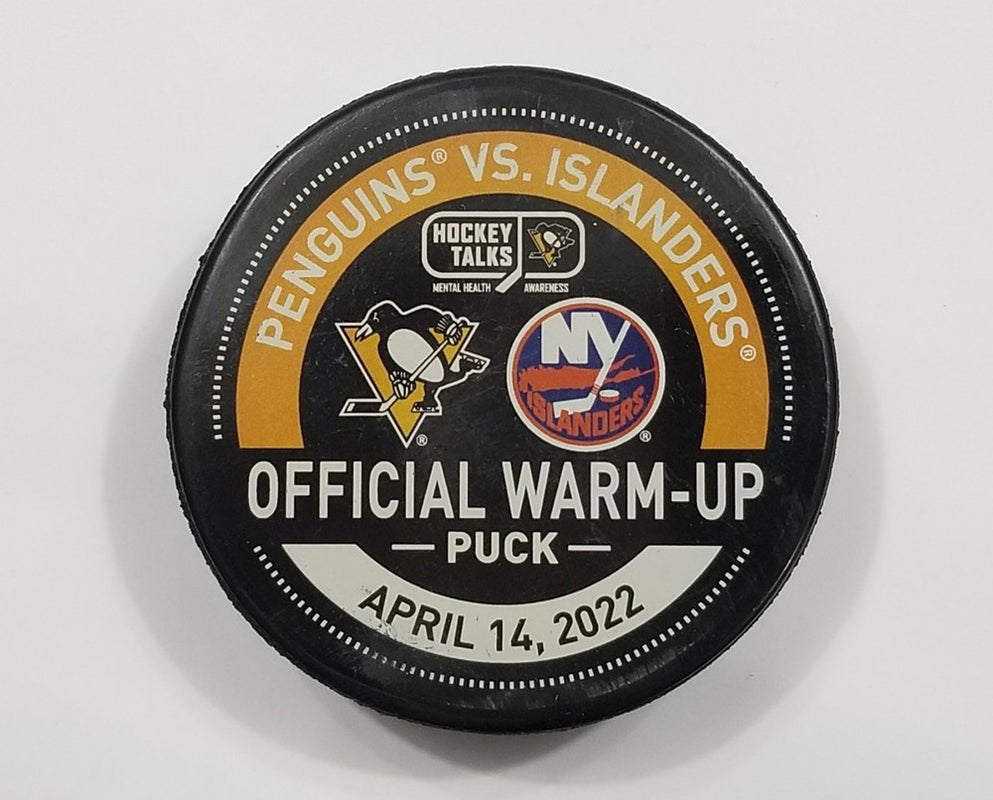 PENGUINS® VS. ISLANDERS®
HOCKEY
TALKS
MENTAL HEALTH AWARENESS
NY
ISLANDERS
®
®
OFFICIAL WARM-UP
— PUCK —
APRIL 14, 2022